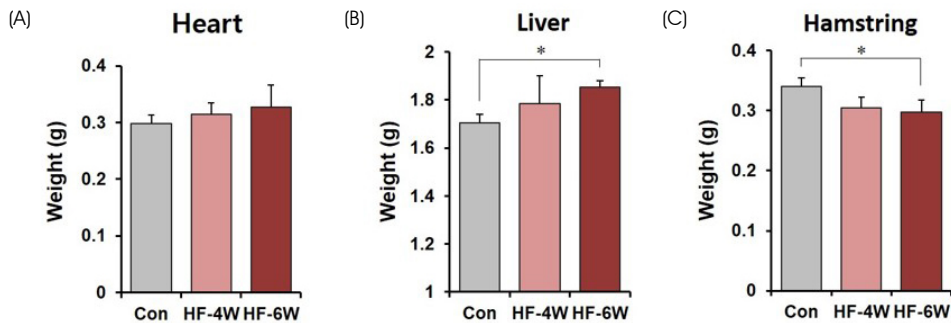 (A)
Heart
Weight (g)
0.4
0.3
0.2
0.1
0
Con HF-4W HF-6W
(B)
Liver
Weight (g)
2
1.8
1.6
1.4
1.2
1
*
Con HF-4W HF-6W
(C)
Hamstring
Weight (g)
0.4
0.3
0.2
0.1
0
*
Con HF-4W HF-6W